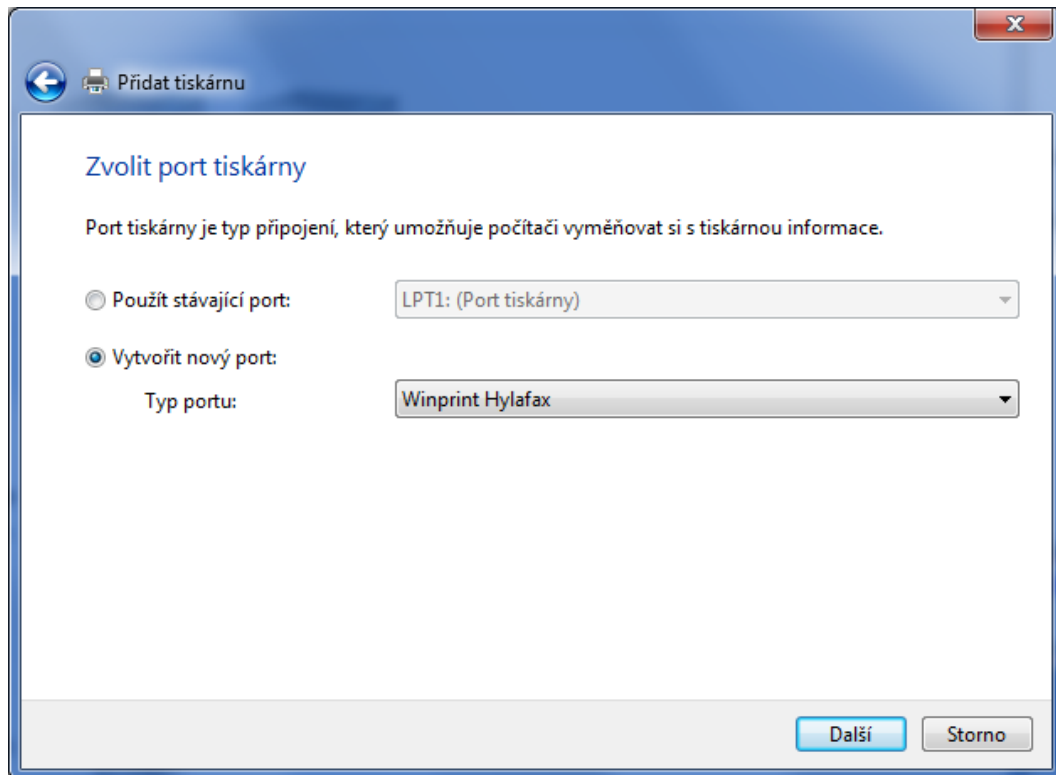 Přidat tiskárnu
Zvolit port tiskárny
Port tiskárny je typ připojení, který umožňuje počítači vyměňovat si s tiskárnou informace.
Použít stávající port: LPT1: (Port tiskárny)
Vytvořit nový port:
Typ portu: Winprint Hylafax
Další Storno